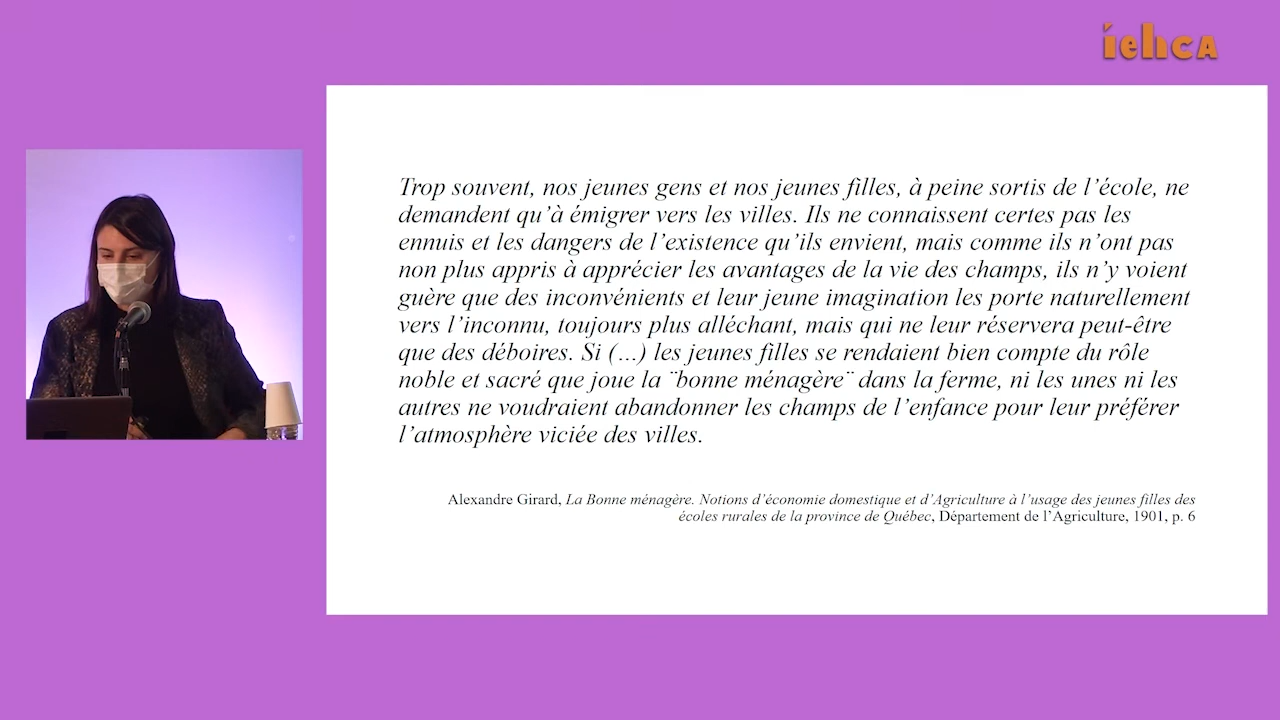 iehca
Trop souvent, nos jeunes gens et nos jeunes filles, à peine sortis de l’école, ne
demandent qu’à émigrer vers les villes. Ils ne connaissent certes pas les
ennuis et les dangers de l’existence qu’ils envient, mais comme ils n’ont pas
non plus appris à apprécier les avantages de la vie des champs, ils n’y voient
guère que des inconvénients et leur jeune imagination les porte naturellement
vers l’inconnu, toujours plus alléchant, mais qui ne leur réservera peut-être
que des déboires. Si (…) les jeunes filles se rendaient bien compte du rôle
noble et sacré que joue la ¨bonne ménagère¨ dans la ferme, ni les unes ni les
autres ne voudraient abandonner les champs de l’enfance pour leur préférer
l’atmosphère viciée des villes.
Alexandre Girard, La Bonne ménagère. Notions d’économie domestique et d’Agriculture à l’usage des jeunes filles des
écoles rurales de la province de Québec, Département de l’Agriculture, 1901, p. 6